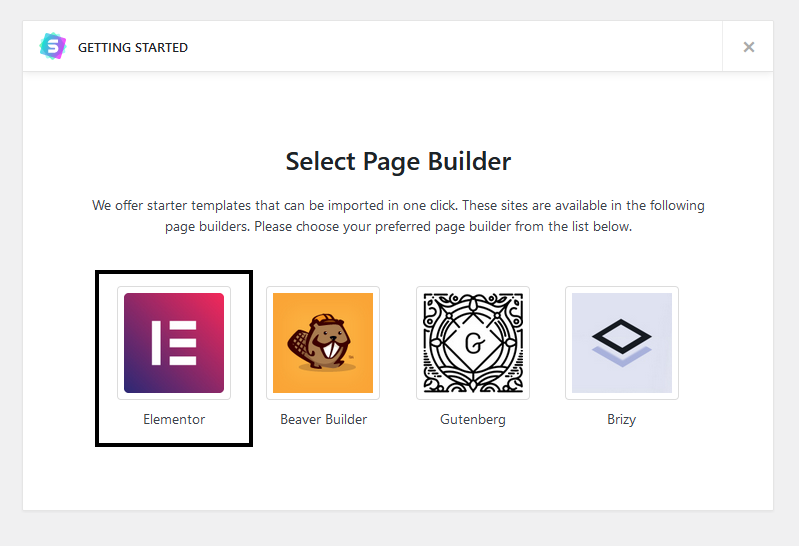 GETTING STARTED
Select Page Builder
We offer starter templates that can be imported in one click. These sites are available in the following
page builders. Please choose your preferred page builder from the list below.
Elementor
Beaver Builder
Gutenberg
Brizy